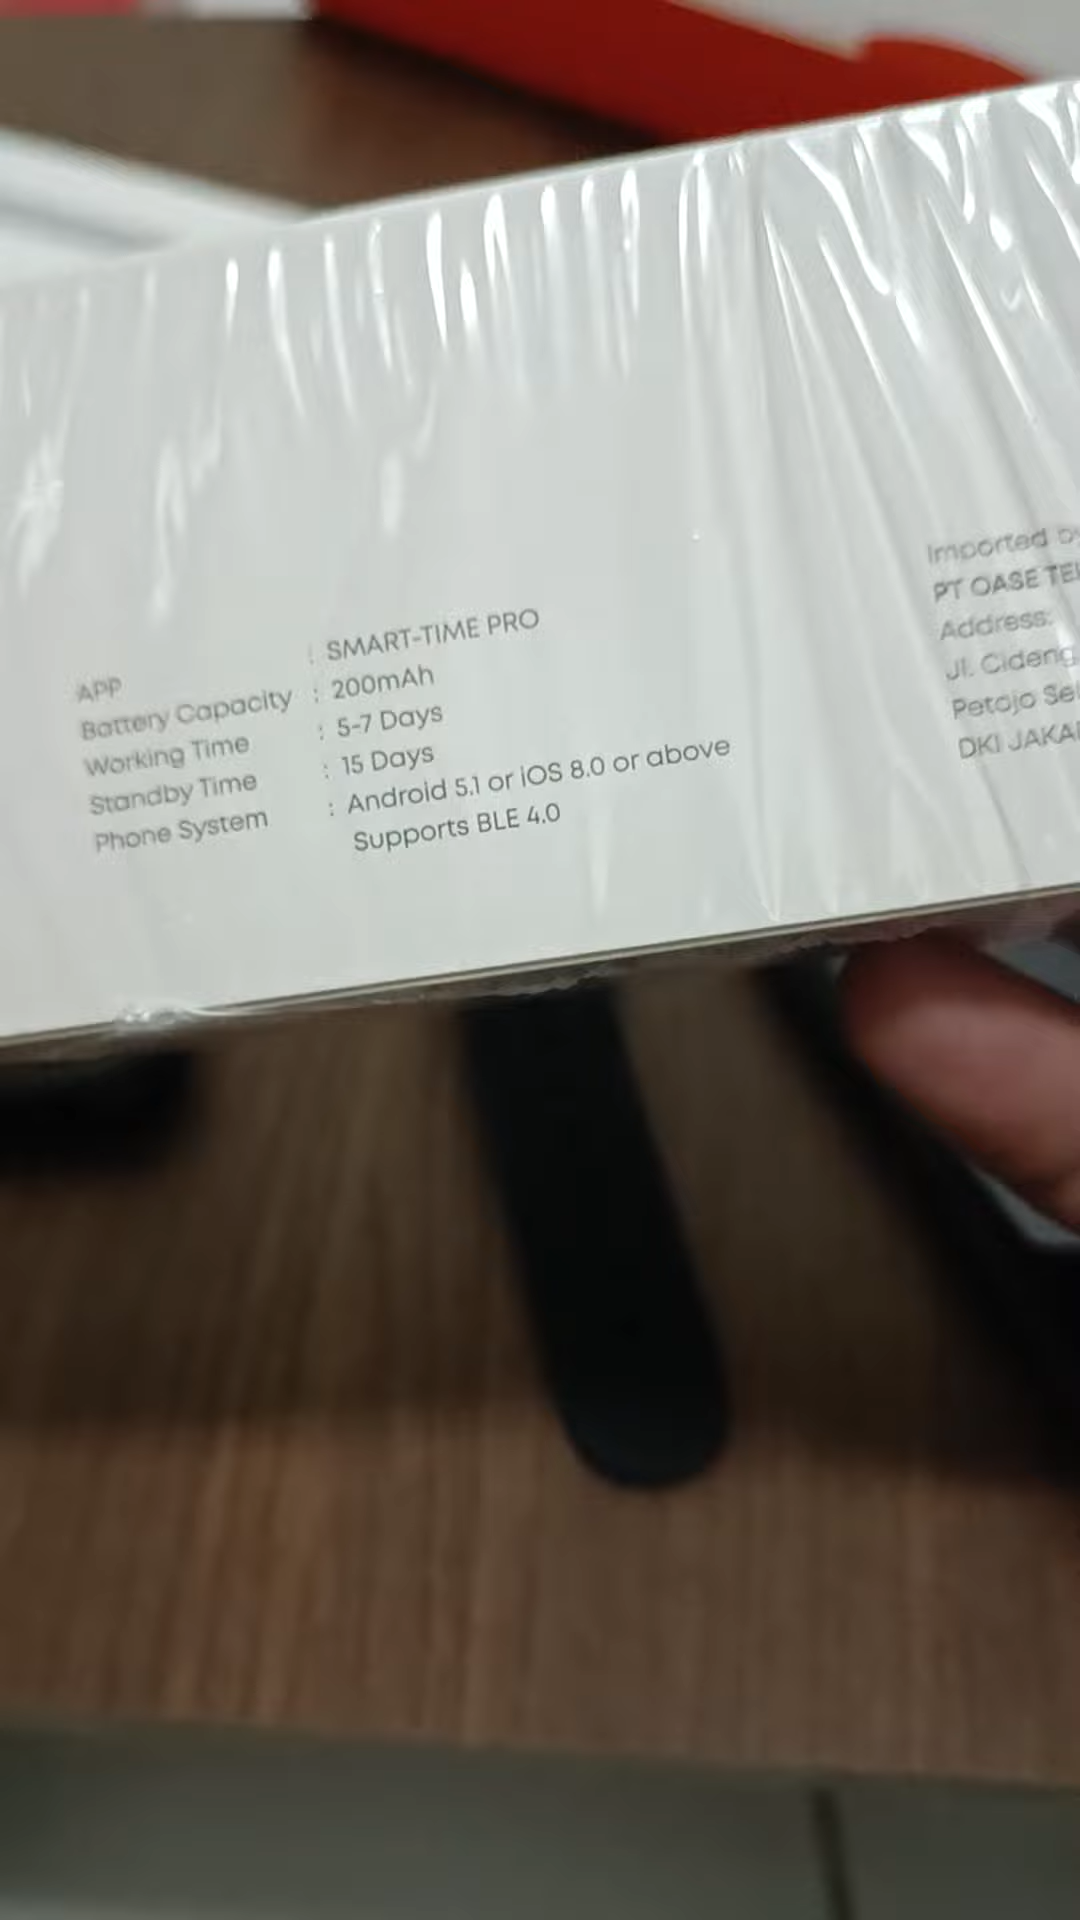 APP : SMART-TIME PRO
Battery Capacity : 200mAh
Working Time : 5-7 Days
Standby Time : 15 Days
Phone System : Android 5.1 or iOS 8.0 or above
Supports BLE 4.0
Imported
PT OASE
Address:
Jl. Cideng
Petojo
DKI